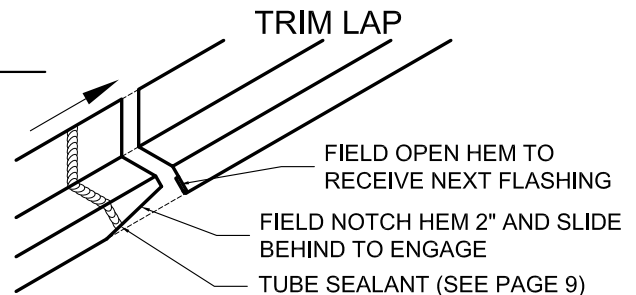 TRIM LAP
FIELD OPEN HEM TO
RECEIVE NEXT FLASHING
FIELD NOTCH HEM 2" AND SLIDE
BEHIND TO ENGAGE
TUBE SEALANT (SEE PAGE 9)